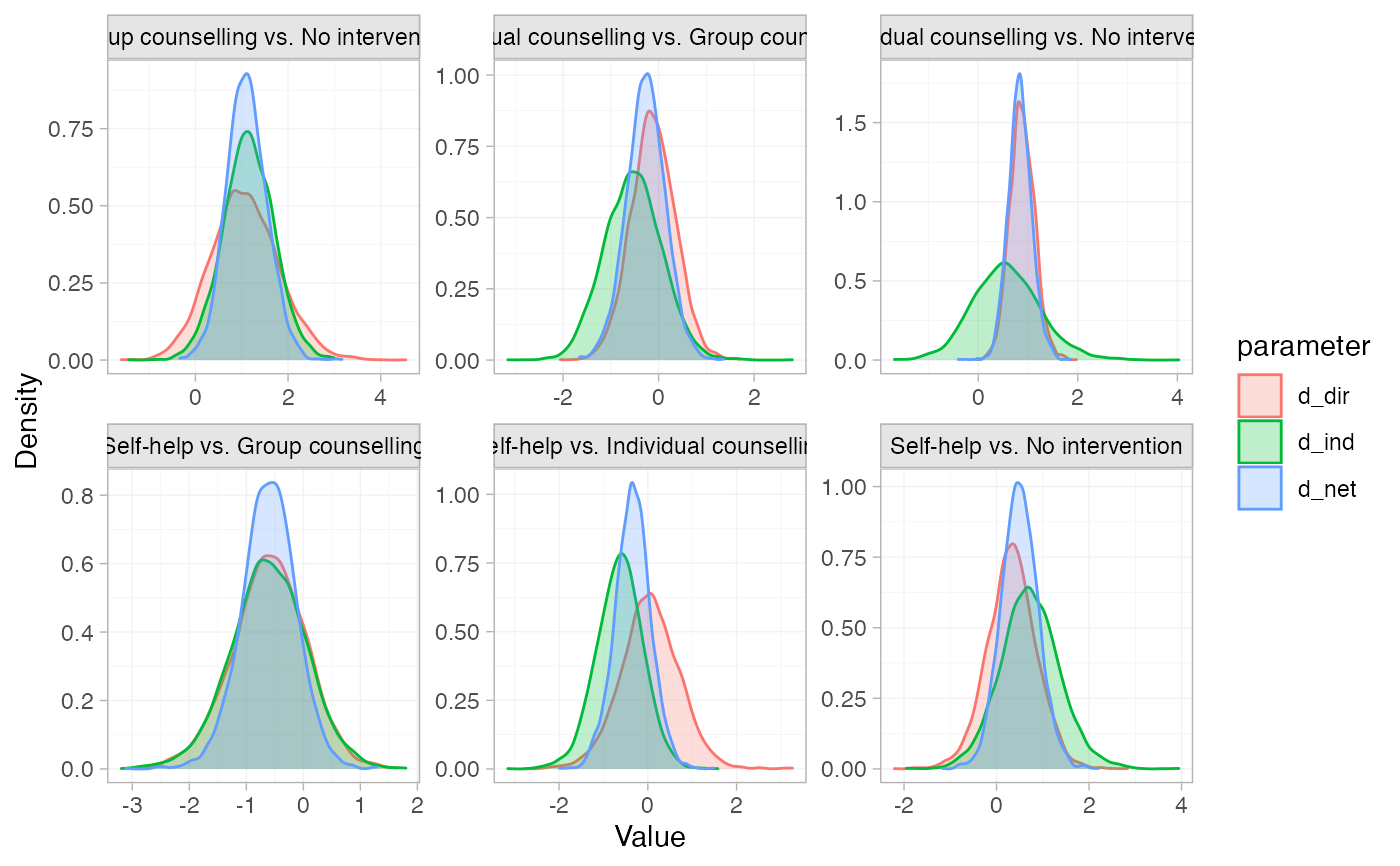 up counselling vs. No interven
ual counselling vs. Group coun
dual counselling vs. No interve
0.00
0.25
0.50
0.75
0 2 4
0.00
0.25
0.50
0.75
1.00
-2 0 2
0.0
0.5
1.0
1.5
0 2 4
Self-help vs. Group counselling
elf-help vs. Individual counsellin
Self-help vs. No intervention
0.0
0.2
0.4
0.6
0.8
-3 -2 -1 0 1 2
0.00
0.25
0.50
0.75
1.00
-2 0 2
0.00
0.25
0.50
0.75
1.00
-2 0 2 4
Value
Density
parameter
d_dir
d_ind
d_net